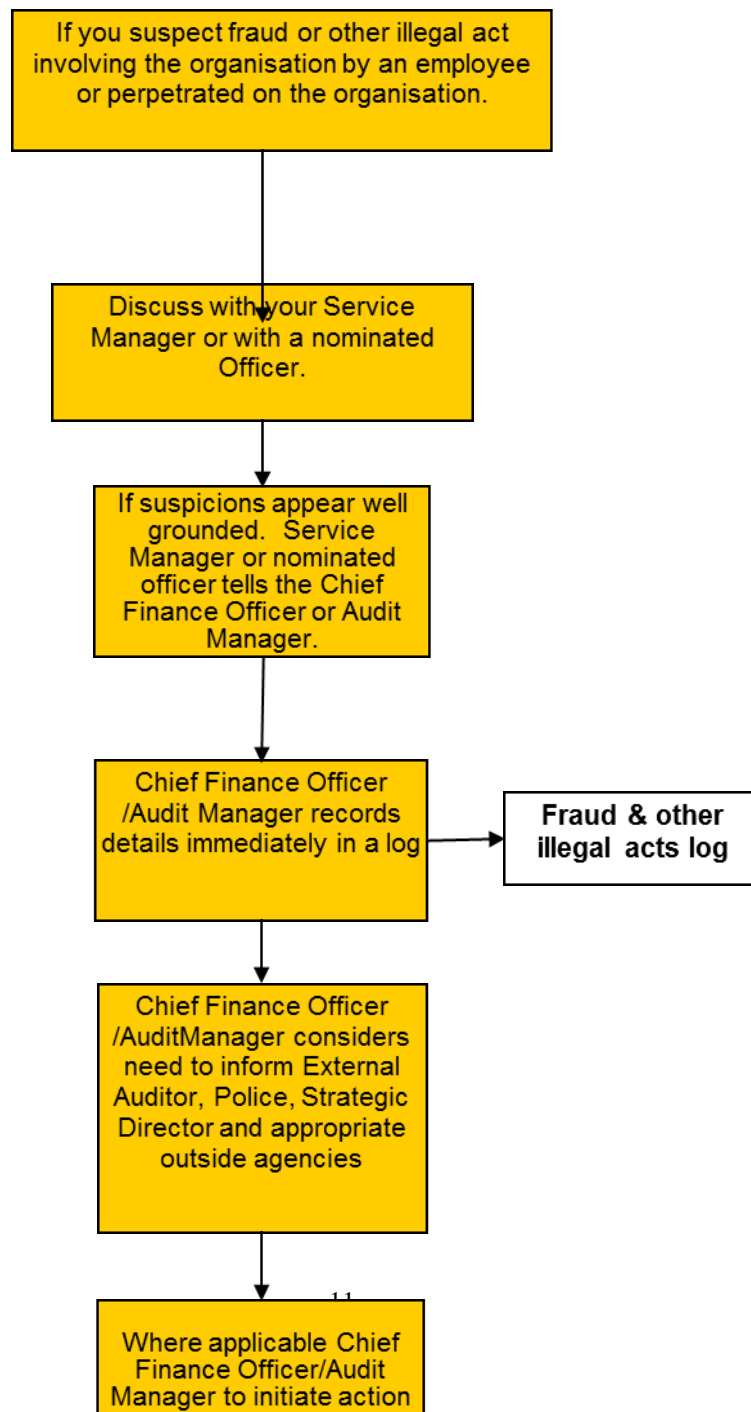 If you suspect fraud or other illegal act
involving the organisation by an employee
or perpetrated on the organisation.
Discuss with your Service
Manager or with a nominated
Officer.
If suspicions appear well
grounded. Service
Manager or nominated
officer tells the Chief
Finance Officer or Audit
Manager.
Chief Finance Officer
/Audit Manager records
details immediately in a log
Fraud & other
illegal acts log
Chief Finance Officer
/AuditManager considers
need to inform External
Auditor, Police, Strategic
Director and appropriate
outside agencies
11
Where applicable Chief
Finance Officer/Audit
Manager to initiate action